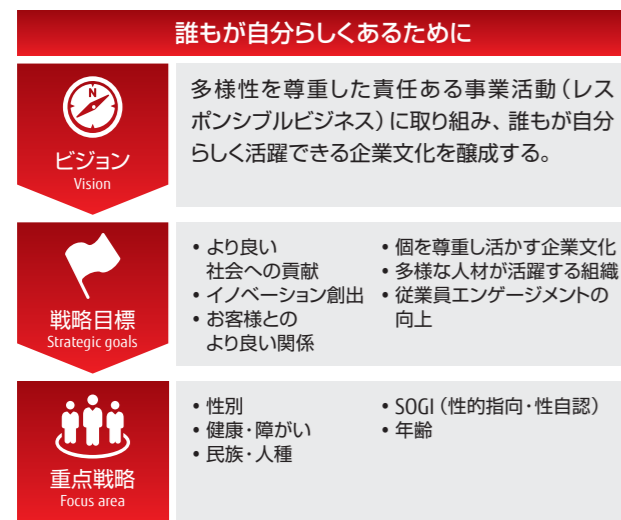 誰もが自分らしくあるために
N
ビジョン
Vision
多様性を尊重した責任ある事業活動（レス
ポンシブルビジネス）に取り組み、誰もが自分
らしく活躍できる企業文化を醸成する。
戦略目標
Strategic goals
• より良い
社会への貢献
• イノベーション創出
• お客様との
より良い関係
• 個を尊重し活かす企業文化
• 多様な人材が活躍する組織
• 従業員エンゲージメントの
向上
重点戦略
Focus area
• 性別
• 健康・障がい
• 民族・人種
• SOGI（性的指向・性自認）
• 年齢